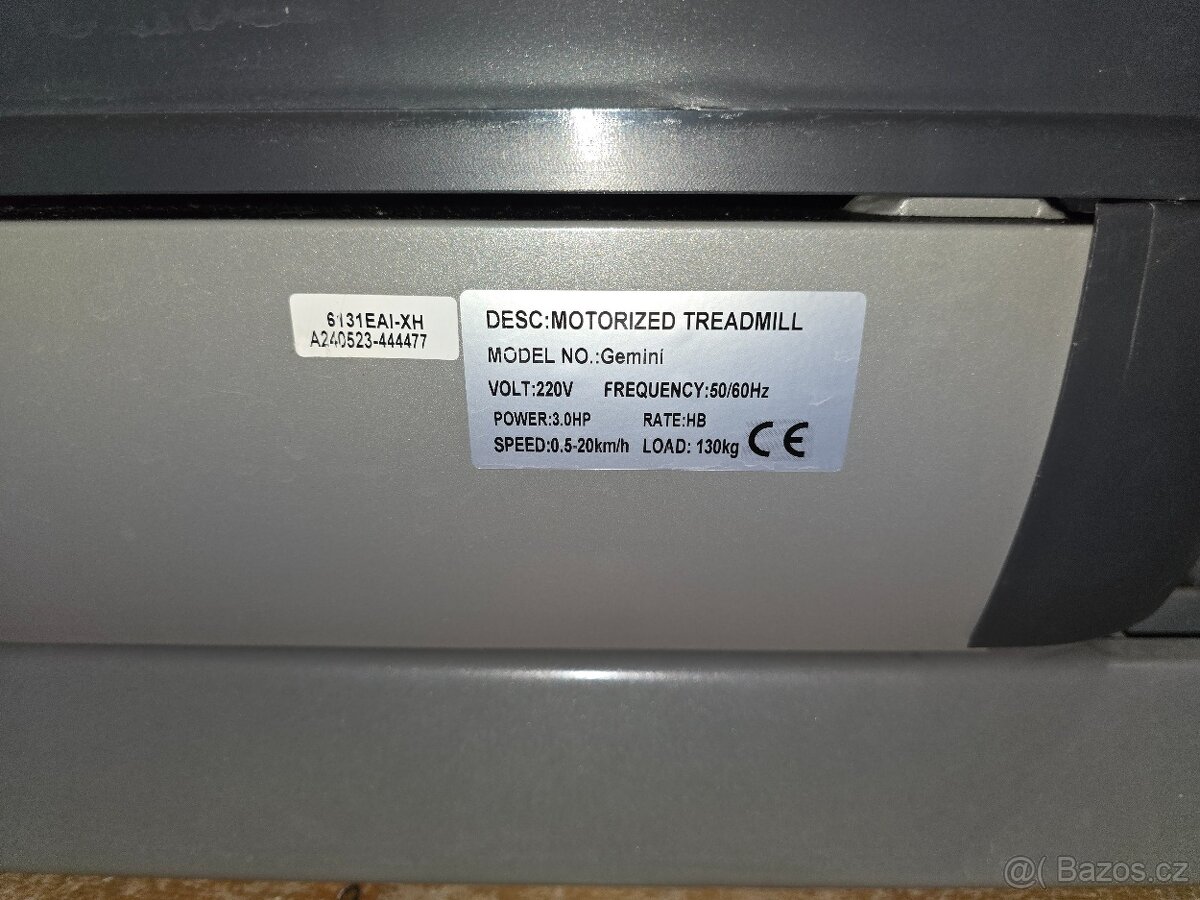 6131EAI-XH
A240523-444477
DESC:MOTORIZED TREADMILL
MODEL NO.:Gemini
VOLT:220V FREQUENCY:50/60Hz
POWER:3.0HP RATE:HB
SPEED:0.5-20km/h LOAD: 130kg CE
@( Bazos.cz